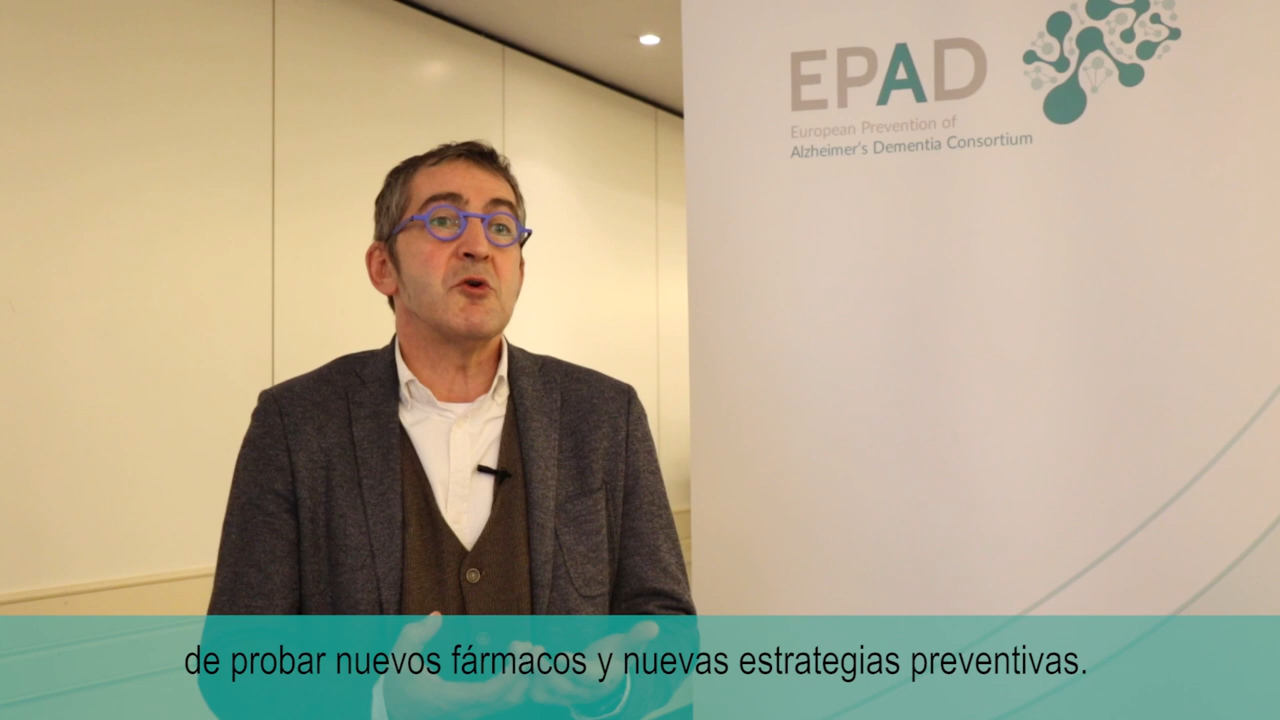 EPAD
European Prevention of
Alzheimer's Dementia Consortium
de probar nuevos fármacos y nuevas estrategias preventivas.